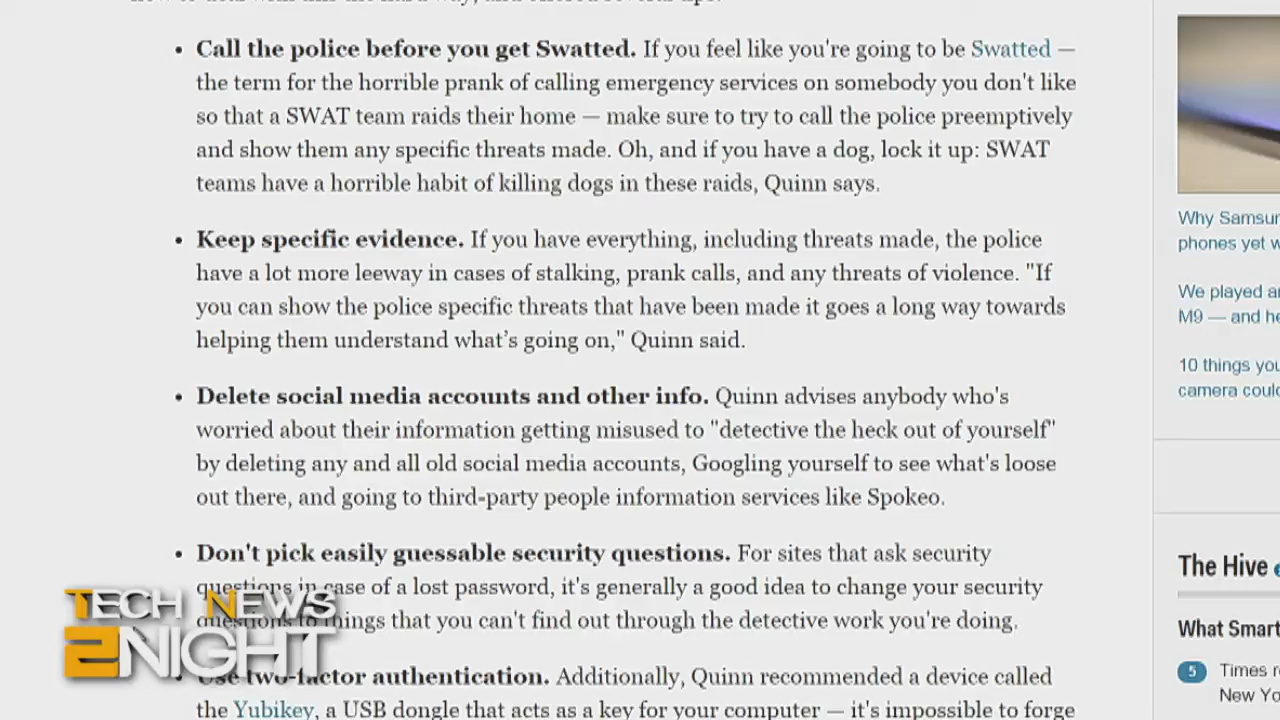 Call the police before you get Swatted. If you feel like you're going to be Swatted —
the term for the horrible prank of calling emergency services on somebody you don't like
so that a SWAT team raids their home — make sure to try to call the police preemptively
and show them any specific threats made. Oh, and if you have a dog, lock it up: SWAT
teams have a horrible habit of killing dogs in these raids, Quinn says.
Keep specific evidence. If you have everything, including threats made, the police
have a lot more leeway in cases of stalking, prank calls, and any threats of violence. "If
you can show the police specific threats that have been made it goes a long way towards
helping them understand what's going on," Quinn said.
Delete social media accounts and other info. Quinn advises anybody who's
worried about their information getting misused to "detective the heck out of yourself"
by deleting any and all old social media accounts, Googling yourself to see what's loose
out there, and going to third-party people information services like Spokeo.
Don't pick easily guessable security questions. For sites that ask security
questions in case of a lost password, it's generally a good idea to change your security
questions to things that you can't find out through the detective work you're doing.
Use two-factor authentication. Additionally, Quinn recommended a device called
the Yubikey, a USB dongle that acts as a key for your computer — it's impossible to forge
Why Samsun
phones yet w
We played an
M9 — and he
10 things you
camera could
The Hive
What Smart
5 Times r
New Yo
TECH NEWS
2NIGHT